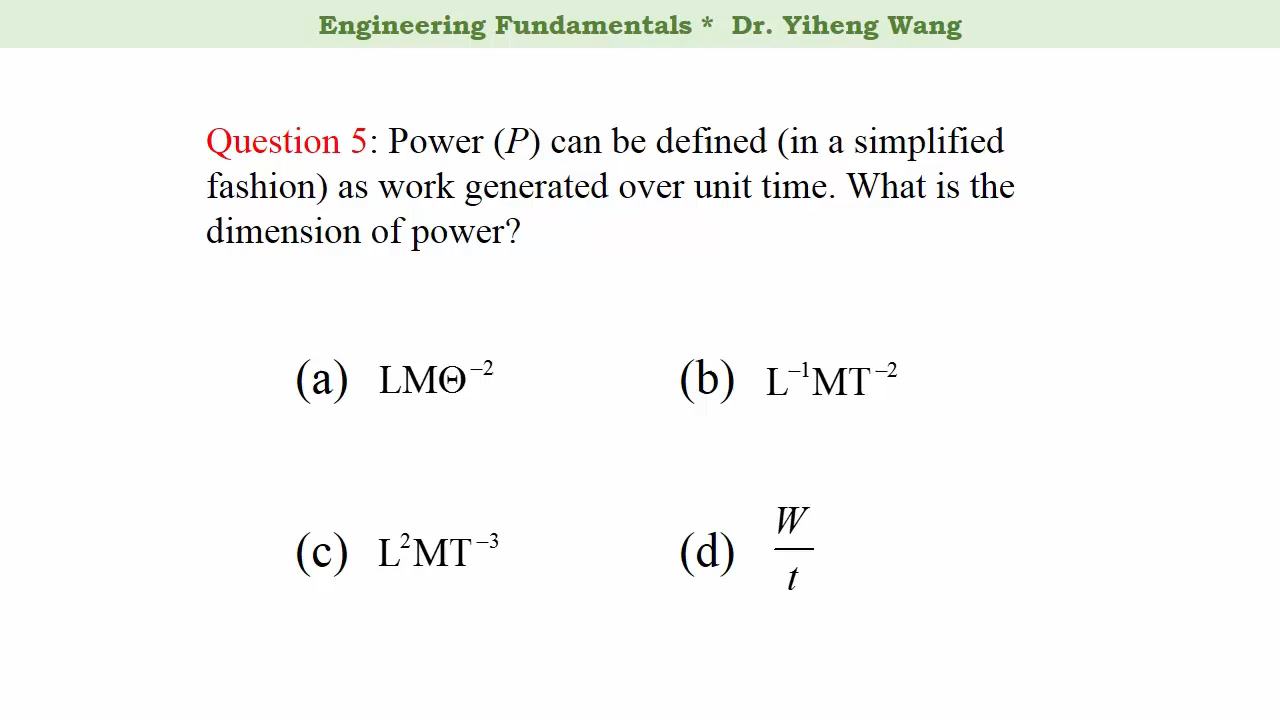 Engineering Fundamentals * Dr. Yiheng Wang
Question 5: Power (P) can be defined (in a simplified
fashion) as work generated over unit time. What is the
dimension of power?
(a) LMΘ⁻²
(b) L⁻¹MT⁻²
(c) L²MT⁻³
(d) W/t